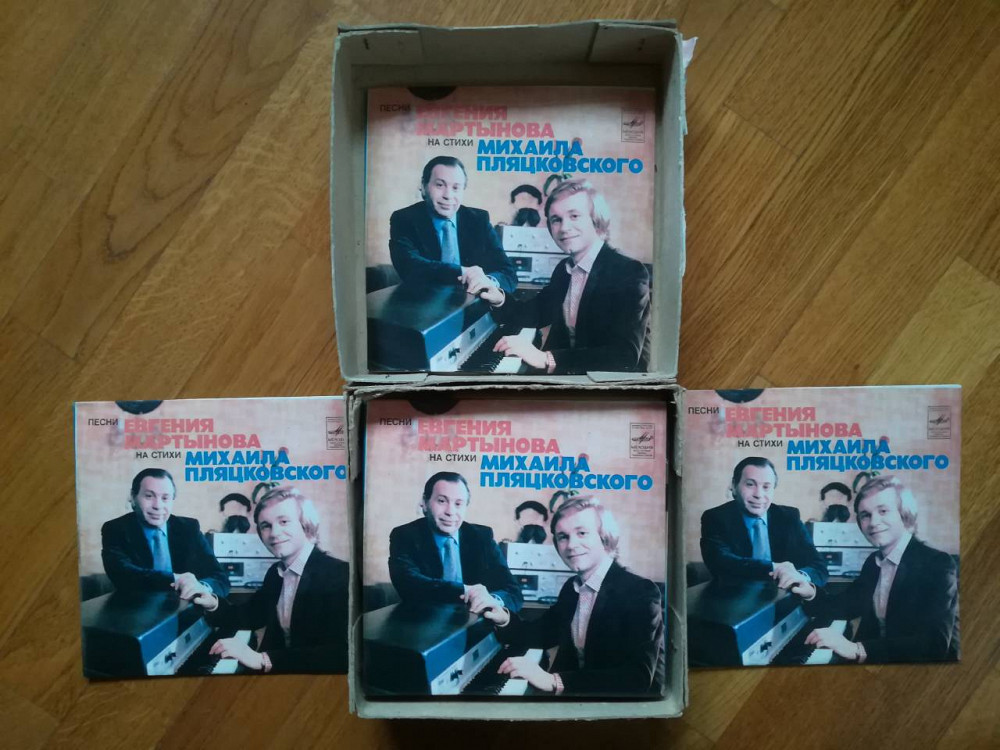 ПЕСНИ ЕВГЕНИЯ
МАРТЫНОВА
НА СТИХИ МИХАИЛА
ПЛЯЦКОВСКОГО
ПЕСНИ ЕВГЕНИЯ
МАРТЫНОВА
НА СТИХИ МИХАИЛА
ПЛЯЦКОВСКОГО
ПЕСНИ ЕВГЕНИЯ
МАРТЫНОВА
НА СТИХИ МИХАИЛА
ПЛЯЦКОВСКОГО
ПЕСНИ ЕВГЕНИЯ
МАРТЫНОВА
НА СТИХИ МИХАИЛА
ПЛЯЦКОВСКОГО